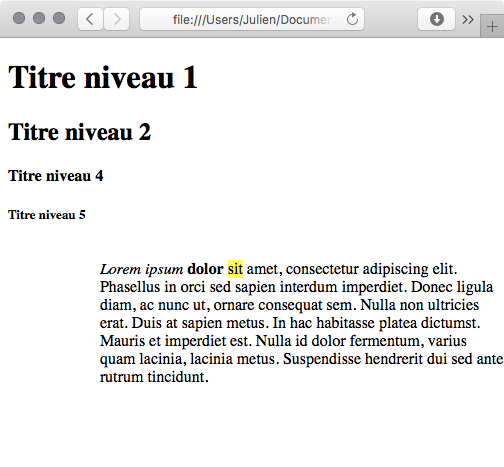 file:///Users/Julien/Documen
Titre niveau 1
Titre niveau 2
Titre niveau 4
Titre niveau 5
Lorem ipsum dolor sit amet, consectetur adipiscing elit.
Phasellus in orci sed sapien interdum imperdiet. Donec ligula
diam, ac nunc ut, ornare consequat sem. Nulla non ultricies
erat. Duis at sapien metus. In hac habitasse platea dictumst.
Mauris et imperdiet est. Nulla id dolor fermentum, varius
quam lacinia, lacinia metus. Suspendisse hendrerit dui sed ante
rutrum tincidunt.